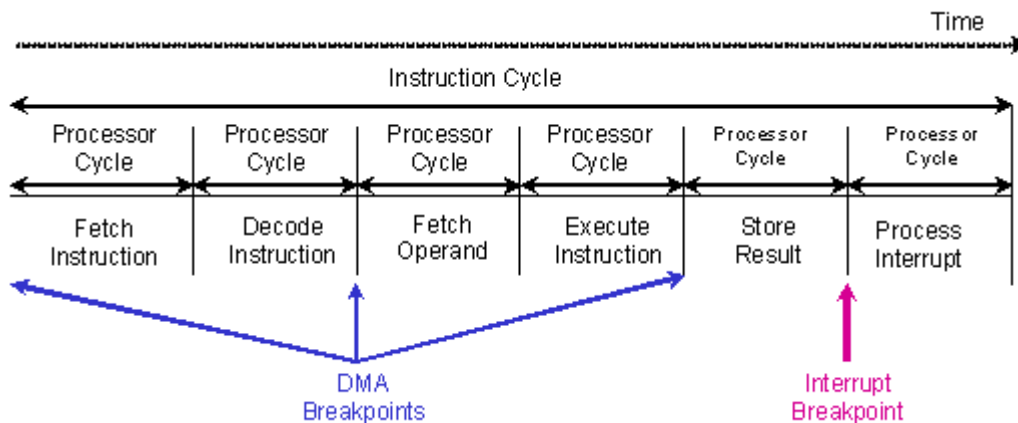 Time
Instruction Cycle
Processor Processor Processor Processor Processor Processor
Cycle Cycle Cycle Cycle Cycle Cycle
Fetch Decode Fetch Execute Store Process
Instruction Instruction Operand Instruction Result Interrupt
DMA Interrupt
Breakpoints Breakpoint